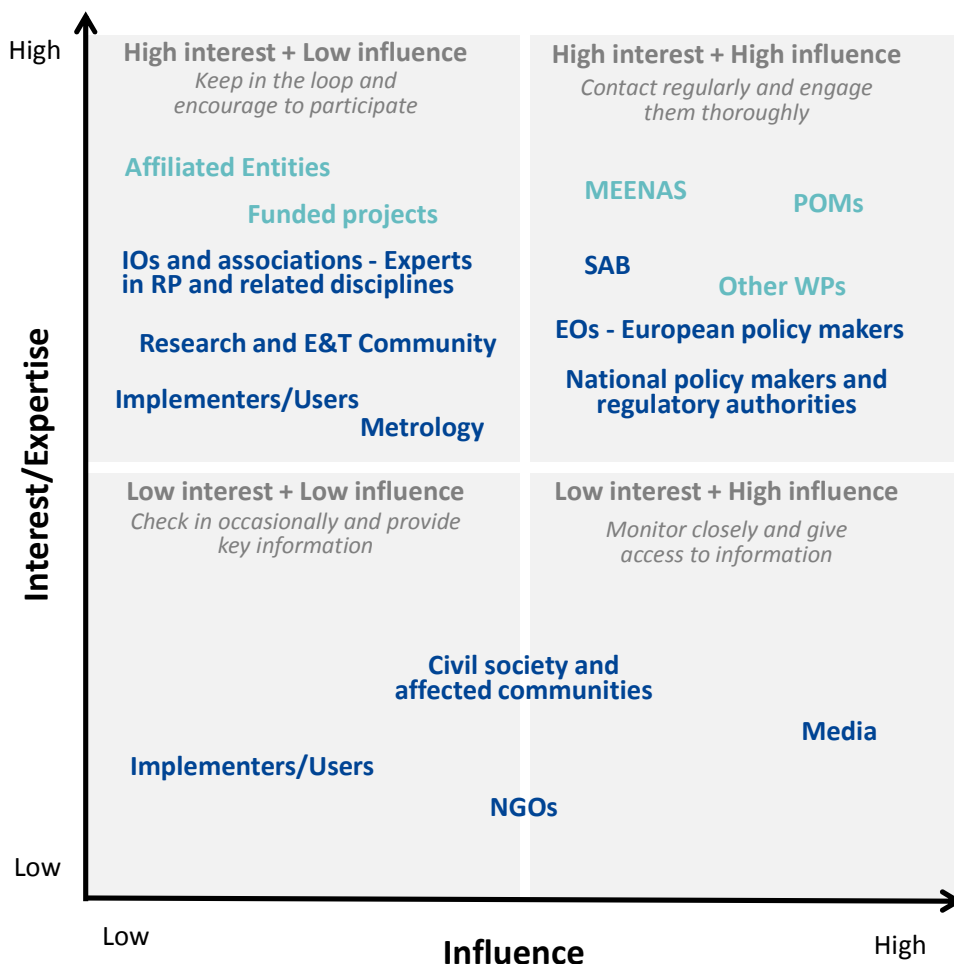 High
High interest + Low influence
Keep in the loop and
encourage to participate
Affiliated Entities
Funded projects
IOs and associations - Experts
in RP and related disciplines
Research and E&T Community
Implementers/Users
Metrology
High interest + High influence
Contact regularly and engage
them thoroughly
MEENAS
POMs
SAB
Other WPs
EOs - European policy makers
National policy makers and
regulatory authorities
Interest/Expertise
Low interest + Low influence
Check in occasionally and provide
key information
Low interest + High influence
Monitor closely and give
access to information
Civil society and
affected communities
Media
Implementers/Users
NGOs
Low
Low
Influence
High